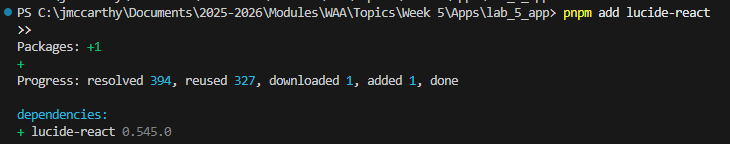 PS C:\jmccarthy\Documents\2025-2026\Modules\WAA\Topics\Week 5\Apps\lab_5_app> pnpm add lucide-react
>>
Packages: +1
+
Progress: resolved 394, reused 327, downloaded 1, added 1, done
dependencies:
+ lucide-react 0.545.0